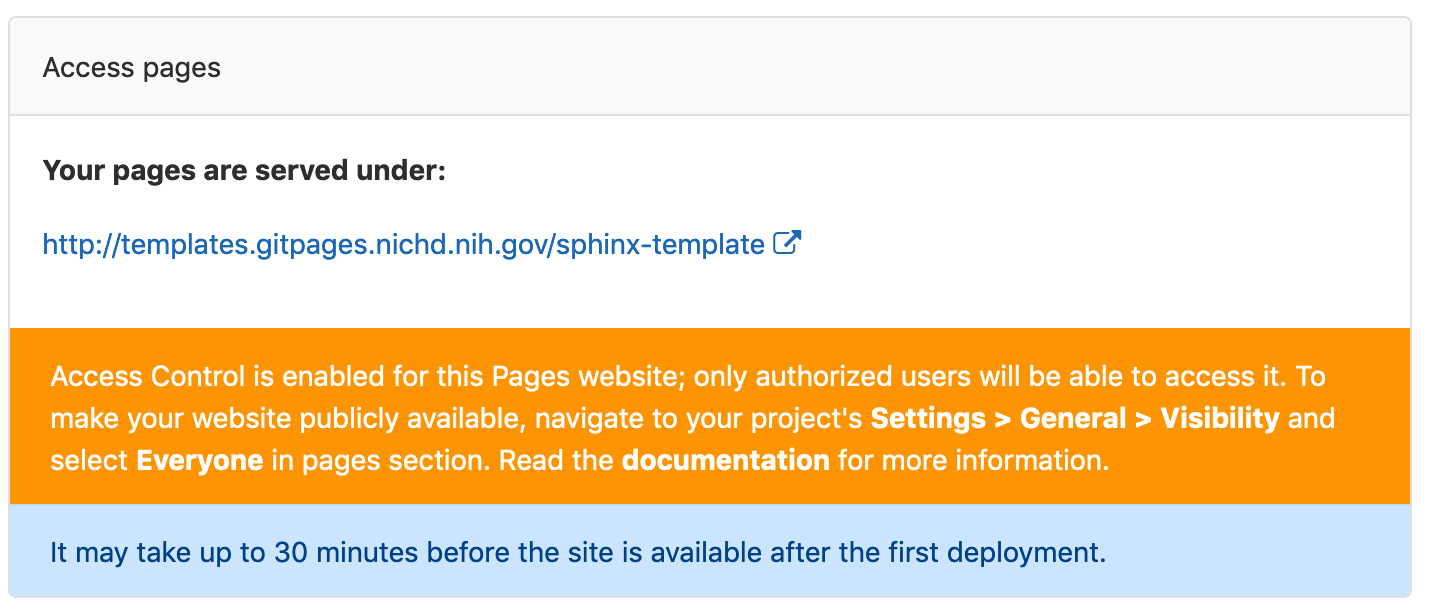 Access pages
Your pages are served under:
http://templates.gitpages.nichd.nih.gov/sphinx-template
Access Control is enabled for this Pages website; only authorized users will be able to access it. To
make your website publicly available, navigate to your project's Settings > General > Visibility and
select Everyone in pages section. Read the documentation for more information.
It may take up to 30 minutes before the site is available after the first deployment.